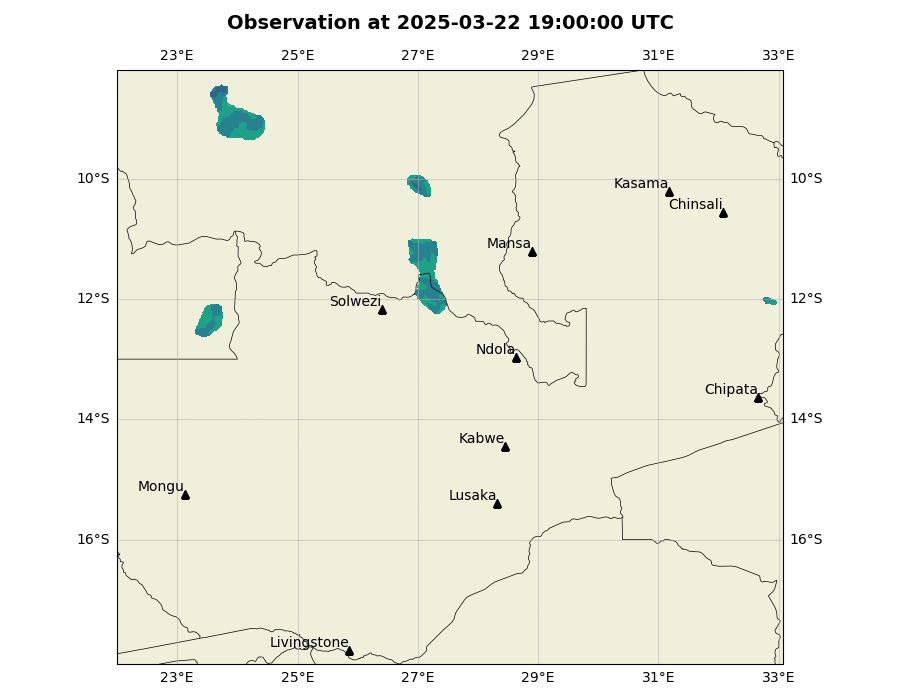 Observation at 2025-03-22 19:00:00 UTC
23°E 25°E 27°E 29°E 31°E 33°E
10°S 10°S
Kasama
Chinsali
Mansa
12°S 12°S
Solwezi
Ndola
Chipata
14°S 14°S
Kabwe
Mongu
Lusaka
16°S 16°S
Livingstone
23°E 25°E 27°E 29°E 31°E 33°E